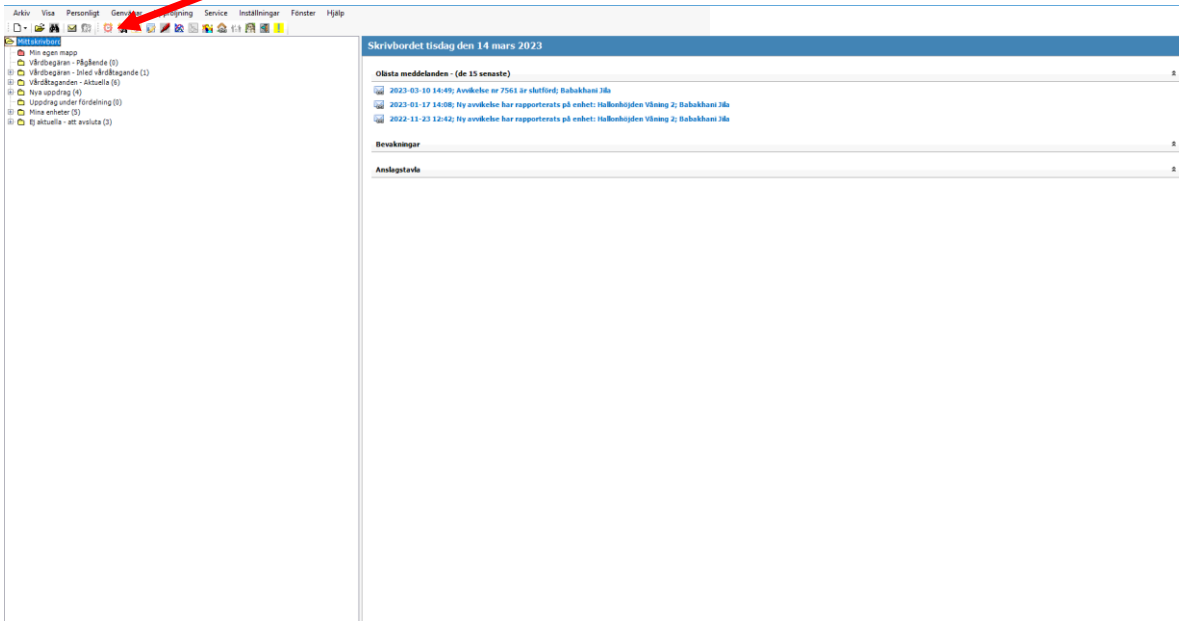 Arkiv Visa Personligt Genvägar Service Inställningar Fönster Hjälp
Mitt skrivbord
Min egen mapp
Vårdbegäran - Pågående (0)
Vårdbegäran - Inled vårdåtagande (1)
Vårdåtaganden - Aktuella (6)
Nya uppdrag (4)
Uppdrag under fördelning (0)
Mina enheter (5)
Ej aktuella - att avsluta (3)
Skrivbordet tisdag den 14 mars 2023
Olästa meddelanden - (de 15 senaste)
2023-03-10 14:49; Avvikelse nr 7561 är slutförd; Babakhani Jila
2023-01-17 14:08; Ny avvikelse har rapporterats på enhet: Hallonhöjden Våning 2; Babakhani Jila
2022-11-23 12:42; Ny avvikelse har rapporterats på enhet: Hallonhöjden Våning 2; Babakhani Jila
Bevakningar
Anslagstavla